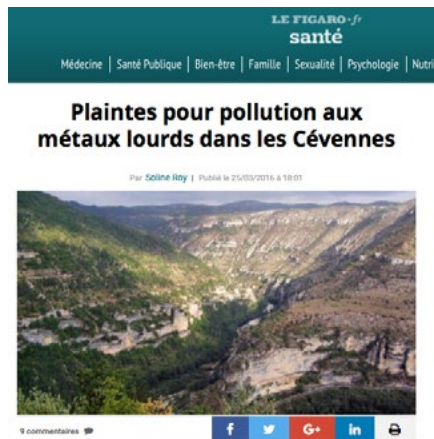 LE FIGARO·fr
santé
Médecine | Santé Publique | Bien-être | Famille | Sexualité | Psychologie | Nutri
Plaintes pour pollution aux
métaux lourds dans les Cévennes
Par Soline Roy | Publié le 25/03/2016 à 18:01
9 commentaires
f G+ in